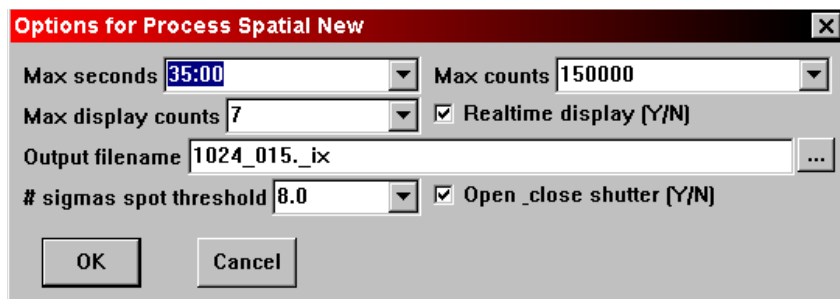 Options for Process Spatial New
Max seconds 35:00 Max counts 150000
Max display counts 7 Realtime display (Y/N)
Output filename 1024_015._ix ...
# sigmas spot threshold 8.0 Open _close shutter (Y/N)
OK Cancel